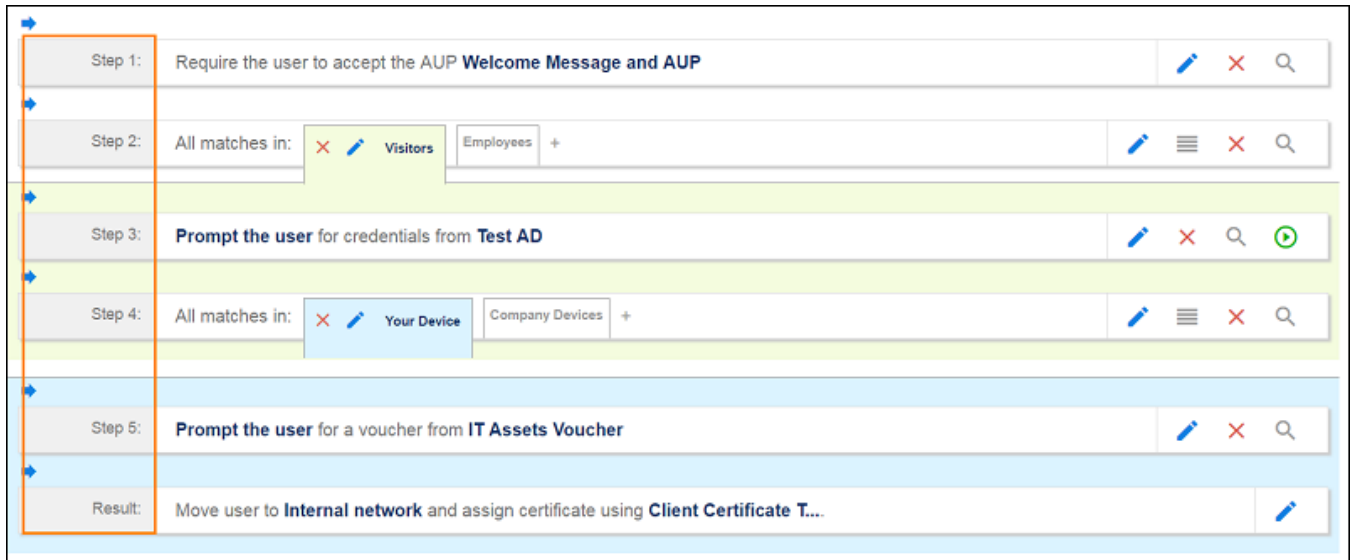 Step 1: Require the user to accept the AUP Welcome Message and AUP
Step 2: All matches in: Visitors Employees +
Step 3: Prompt the user for credentials from Test AD
Step 4: All matches in: Your Device Company Devices +
Step 5: Prompt the user for a voucher from IT Assets Voucher
Result: Move user to Internal network and assign certificate using Client Certificate T....